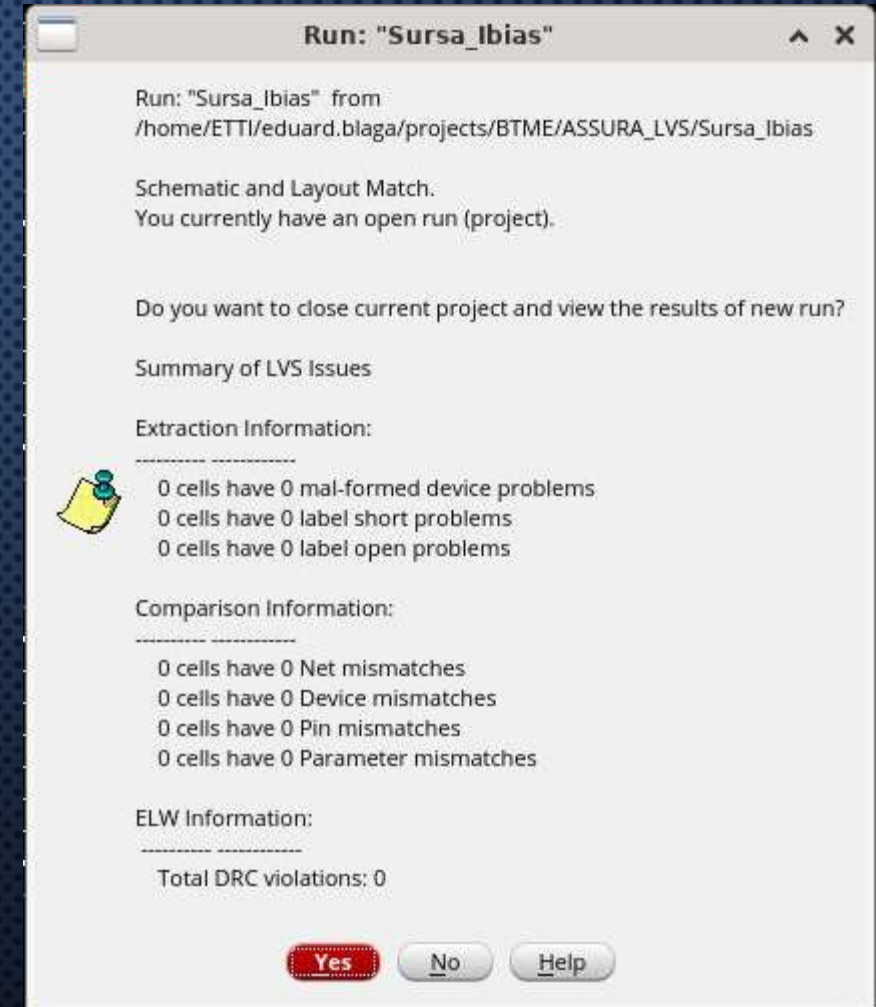 Run: "Sursa_Ibias"
Run: "Sursa_Ibias" from
/home/ETTI/eduard.blaga/projects/BTME/ASSURA_LVS/Sursa_Ibias
Schematic and Layout Match.
You currently have an open run (project).
Do you want to close current project and view the results of new run?
Summary of LVS Issues
Extraction Information:
---------- ------------
0 cells have 0 mal-formed device problems
0 cells have 0 label short problems
0 cells have 0 label open problems
Comparison Information:
---------- ------------
0 cells have 0 Net mismatches
0 cells have 0 Device mismatches
0 cells have 0 Pin mismatches
0 cells have 0 Parameter mismatches
ELW Information:
---------- ------------
Total DRC violations: 0
Yes No Help